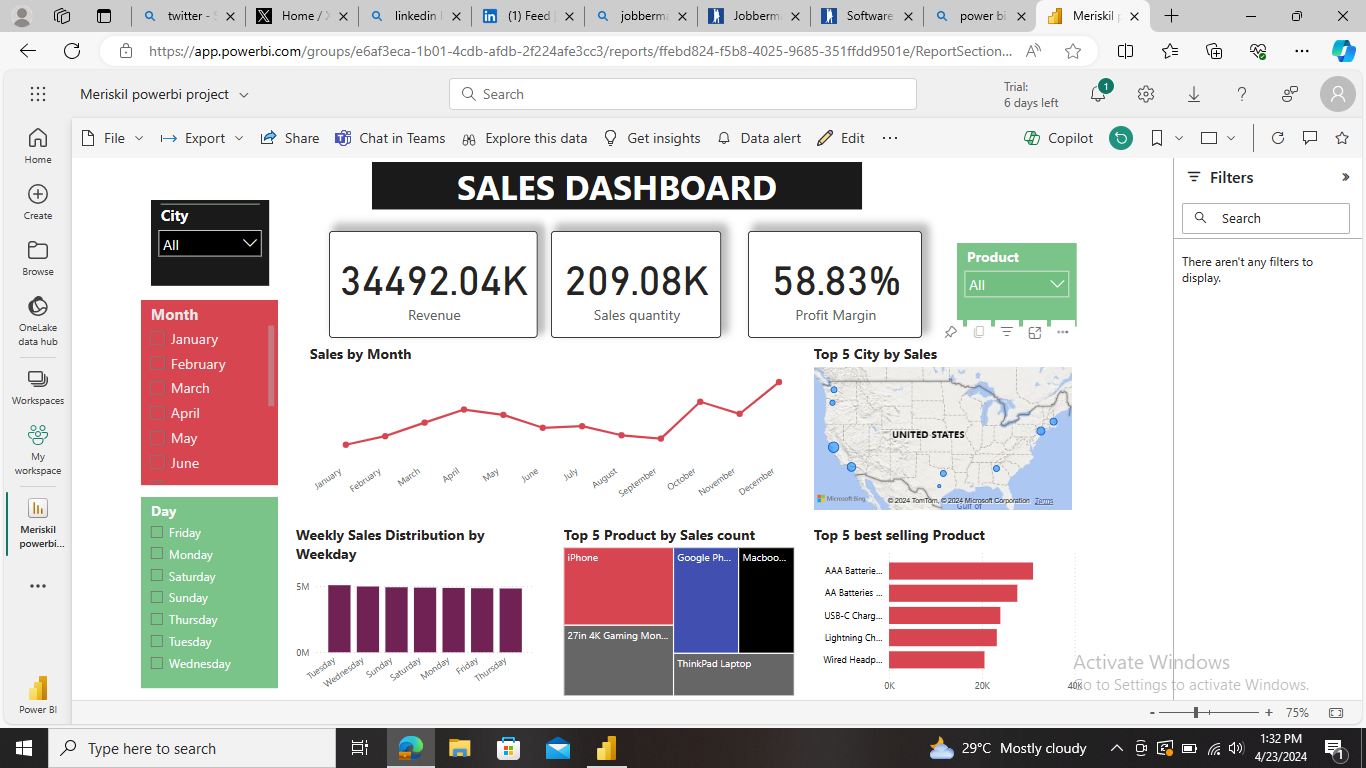 twitter - S
Home / X
linkedin l
(1) Feed |
jobberma
Jobberma
Software
power bi
Meriskil p
https://app.powerbi.com/groups/e6af3eca-1b01-4cdb-afdb-2f224afe3cc3/reports/ffebd824-f5b8-4025-9685-351ffdd9501e/ReportSection...
Meriskil powerbi project
Search
Trial:
6 days left
1
File
Export
Share
Chat in Teams
Explore this data
Get insights
Data alert
Edit
Copilot
Home
Create
Browse
OneLake
data hub
Workspaces
My
workspace
Meriskil
powerbi...
Power BI
SALES DASHBOARD
City
All
34492.04K
Revenue
209.08K
Sales quantity
58.83%
Profit Margin
Product
All
Filters
Search
There aren't any filters to
display.
Month
January
February
March
April
May
June
Day
Friday
Monday
Saturday
Sunday
Thursday
Tuesday
Wednesday
Sales by Month
January
February
March
April
May
June
July
August
September
October
November
December
Top 5 City by Sales
UNITED STATES
Microsoft Bing
© 2024 TomTom, © 2024 Microsoft Corporation Terms
Gulf of
Weekly Sales Distribution by
Weekday
5M
0M
Tuesday
Wednesday
Sunday
Saturday
Monday
Friday
Thursday
Top 5 Product by Sales count
iPhone
Google Ph...
Macboo...
27in 4K Gaming Mon...
ThinkPad Laptop
Top 5 best selling Product
AAA Batterie...
AA Batteries ...
USB-C Charg...
Lightning Ch...
Wired Headp...
0K
20K
40K
Activate Windows
Go to Settings to activate Windows.
- + 75%
Type here to search
29°C Mostly cloudy
1:32 PM
4/23/2024
1